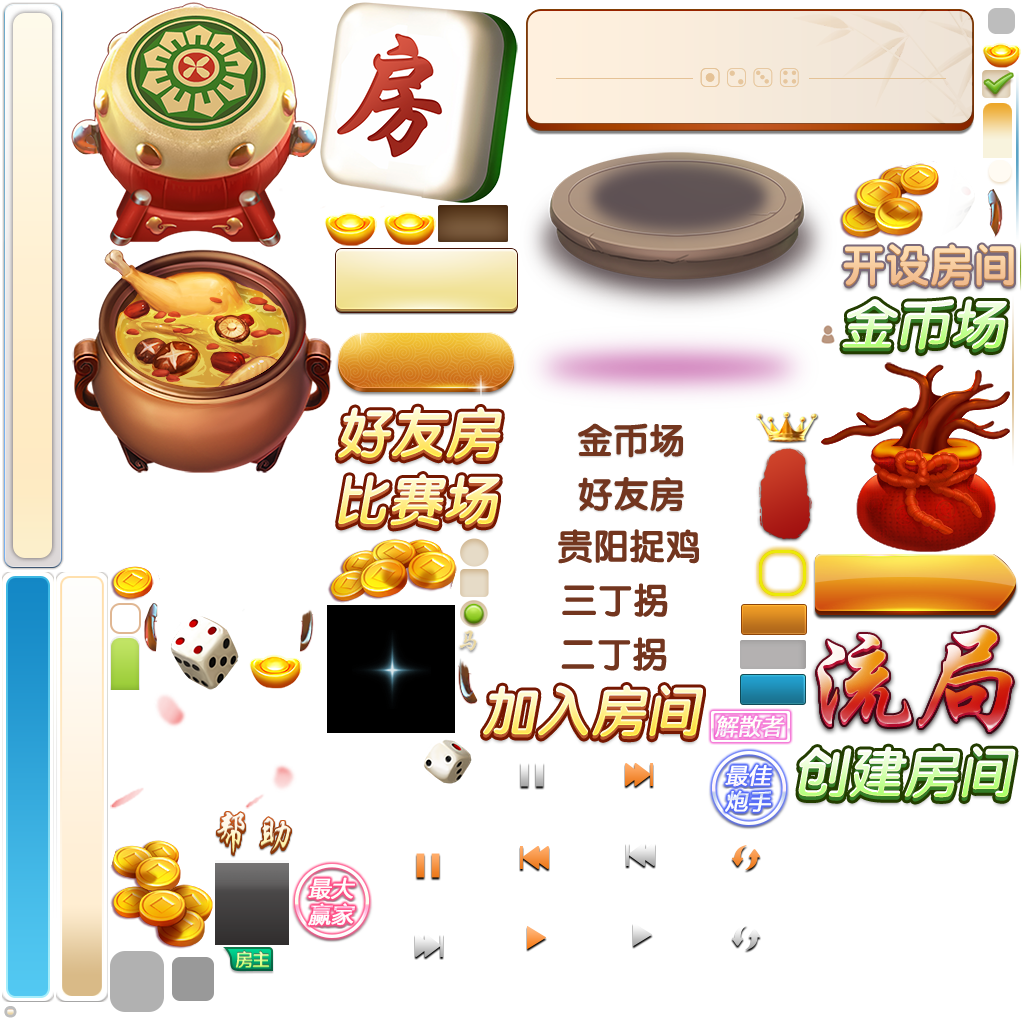 房
开设房间
金币场
好友房
比赛场
金币场
好友房
贵阳捉鸡
三丁拐
二丁拐
马
加入房间
解散者
流局
创建房间
最佳
炮手
帮助
最大
赢家
房主